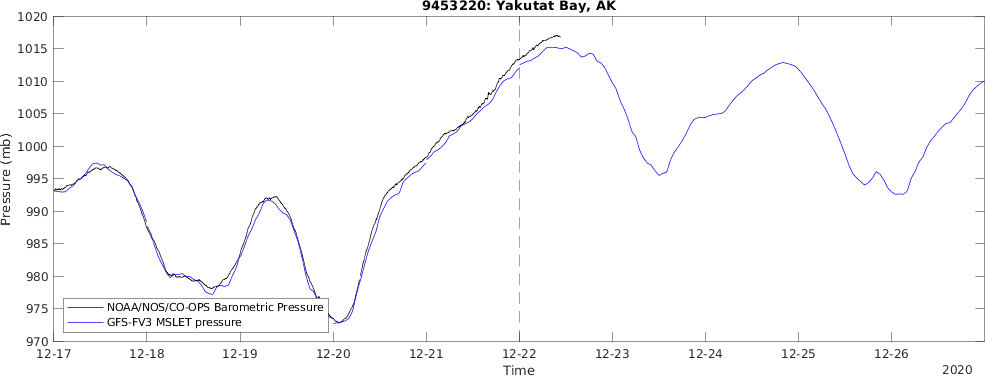 9453220: Yakutat Bay, AK
Pressure (mb)
1020
1015
1010
1005
1000
995
990
985
980
975
970
NOAA/NOS/CO-OPS Barometric Pressure
GFS-FV3 MSLET pressure
12-17 12-18 12-19 12-20 12-21 12-22 12-23 12-24 12-25 12-26
Time
2020